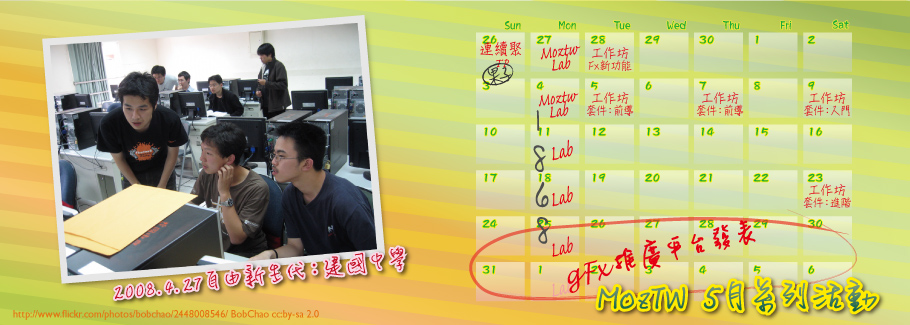 Sun Mon Tue Wed Thu Fri Sat
26 27 28 29 30 1 2
連續聚
Moztw
Lab
工作坊
Fx新功能
3 4 5 6 7 8 9
Moztw
Lab
工作坊
套件:前導
工作坊
套件:前導
工作坊
套件:入門
1
10 11 12 13 14 15 16
8
Lab
17 18 19 20 21 22 23
6
Lab
工作坊
套件:進階
24 25 26 27 28 29 30
8
Lab
gFx推廣平台發表
31 1 2 3 4 5 6
2008.4.27自由新世代:建國中學
MozTW 5月系列活動
http://www.flickr.com/photos/bobchao/2448008546/ BobChao cc:by-sa 2.0